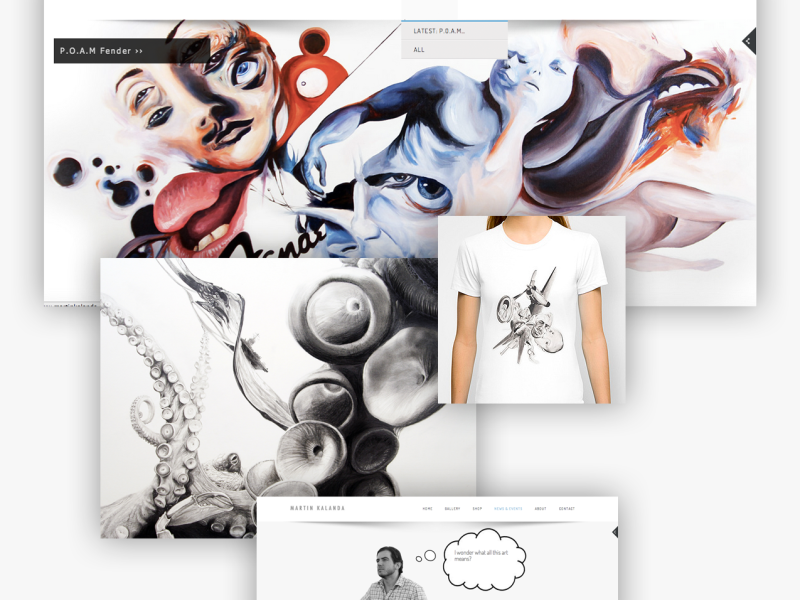 LATEST: P.O.A.M..
P.O.A.M Fender >>
ALL
MARTIN KALANDA
HOME GALLERY SHOP NEWS & EVENTS ABOUT CONTACT
I wonder what all this art
means?